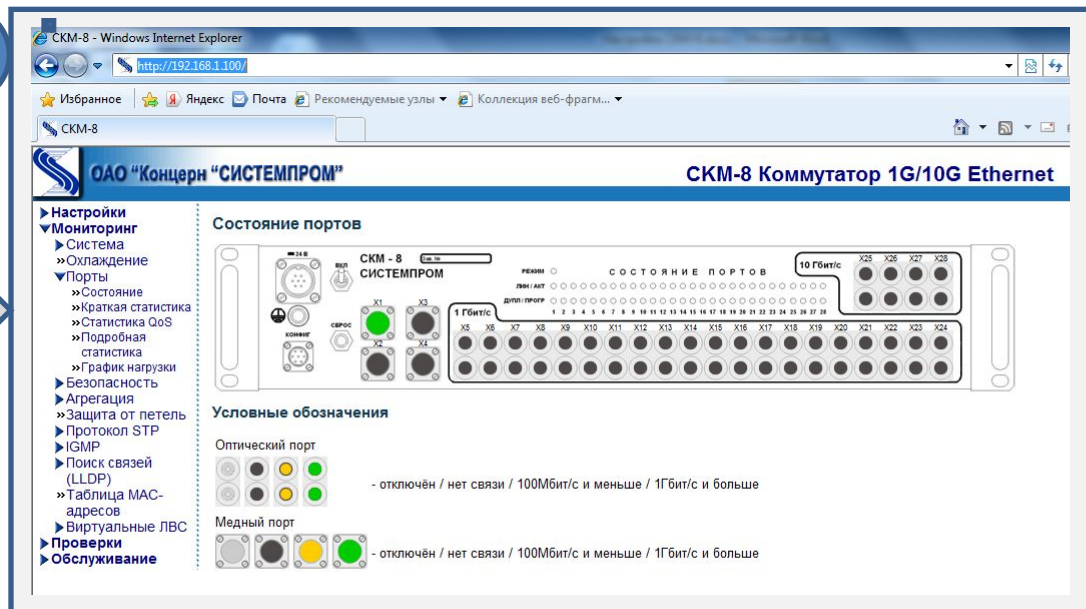 СКМ-8 - Windows Internet Explorer
http://192.168.1.100/
Избранное Яндекс Почта Рекомендуемые узлы Коллекция веб-фрагм...
СКМ-8
ОАО “Концерн “СИСТЕМПРОМ” СКМ-8 Коммутатор 1G/10G Ethernet
Настройки
Мониторинг
Система
»Охлаждение
Порты
»Состояние
»Краткая статистика
»Статистика QoS
»Подробная
статистика
»График нагрузки
Безопасность
Агрегация
»Защита от петель
Протокол STP
IGMP
Поиск связей
(LLDP)
»Таблица MAC-
адресов
Виртуальные ЛВС
Проверки
Обслуживание
Состояние портов
24 В
ВКЛ
СКМ - 8
СИСТЕМПРОМ
РЕЖИМ
СОСТОЯНИЕ ПОРТОВ
ЛИН / АКТ
ДУПЛ / ПРОГР
1 2 3 4 5 6 7 8 9 10 11 12 13 14 15 16 17 18 19 20 21 22 23 24 25 26 27 28
10 Гбит/с
X25 X26 X27 X28
КОНФИГ
СБРОС
X1 X3
X2 X4
1 Гбит/с
X5 X6 X7 X8 X9 X10 X11 X12 X13 X14 X15 X16 X17 X18 X19 X20 X21 X22 X23 X24
Условные обозначения
Оптический порт
- отключён / нет связи / 100Мбит/с и меньше / 1Гбит/с и больше
Медный порт
- отключён / нет связи / 100Мбит/с и меньше / 1Гбит/с и больше